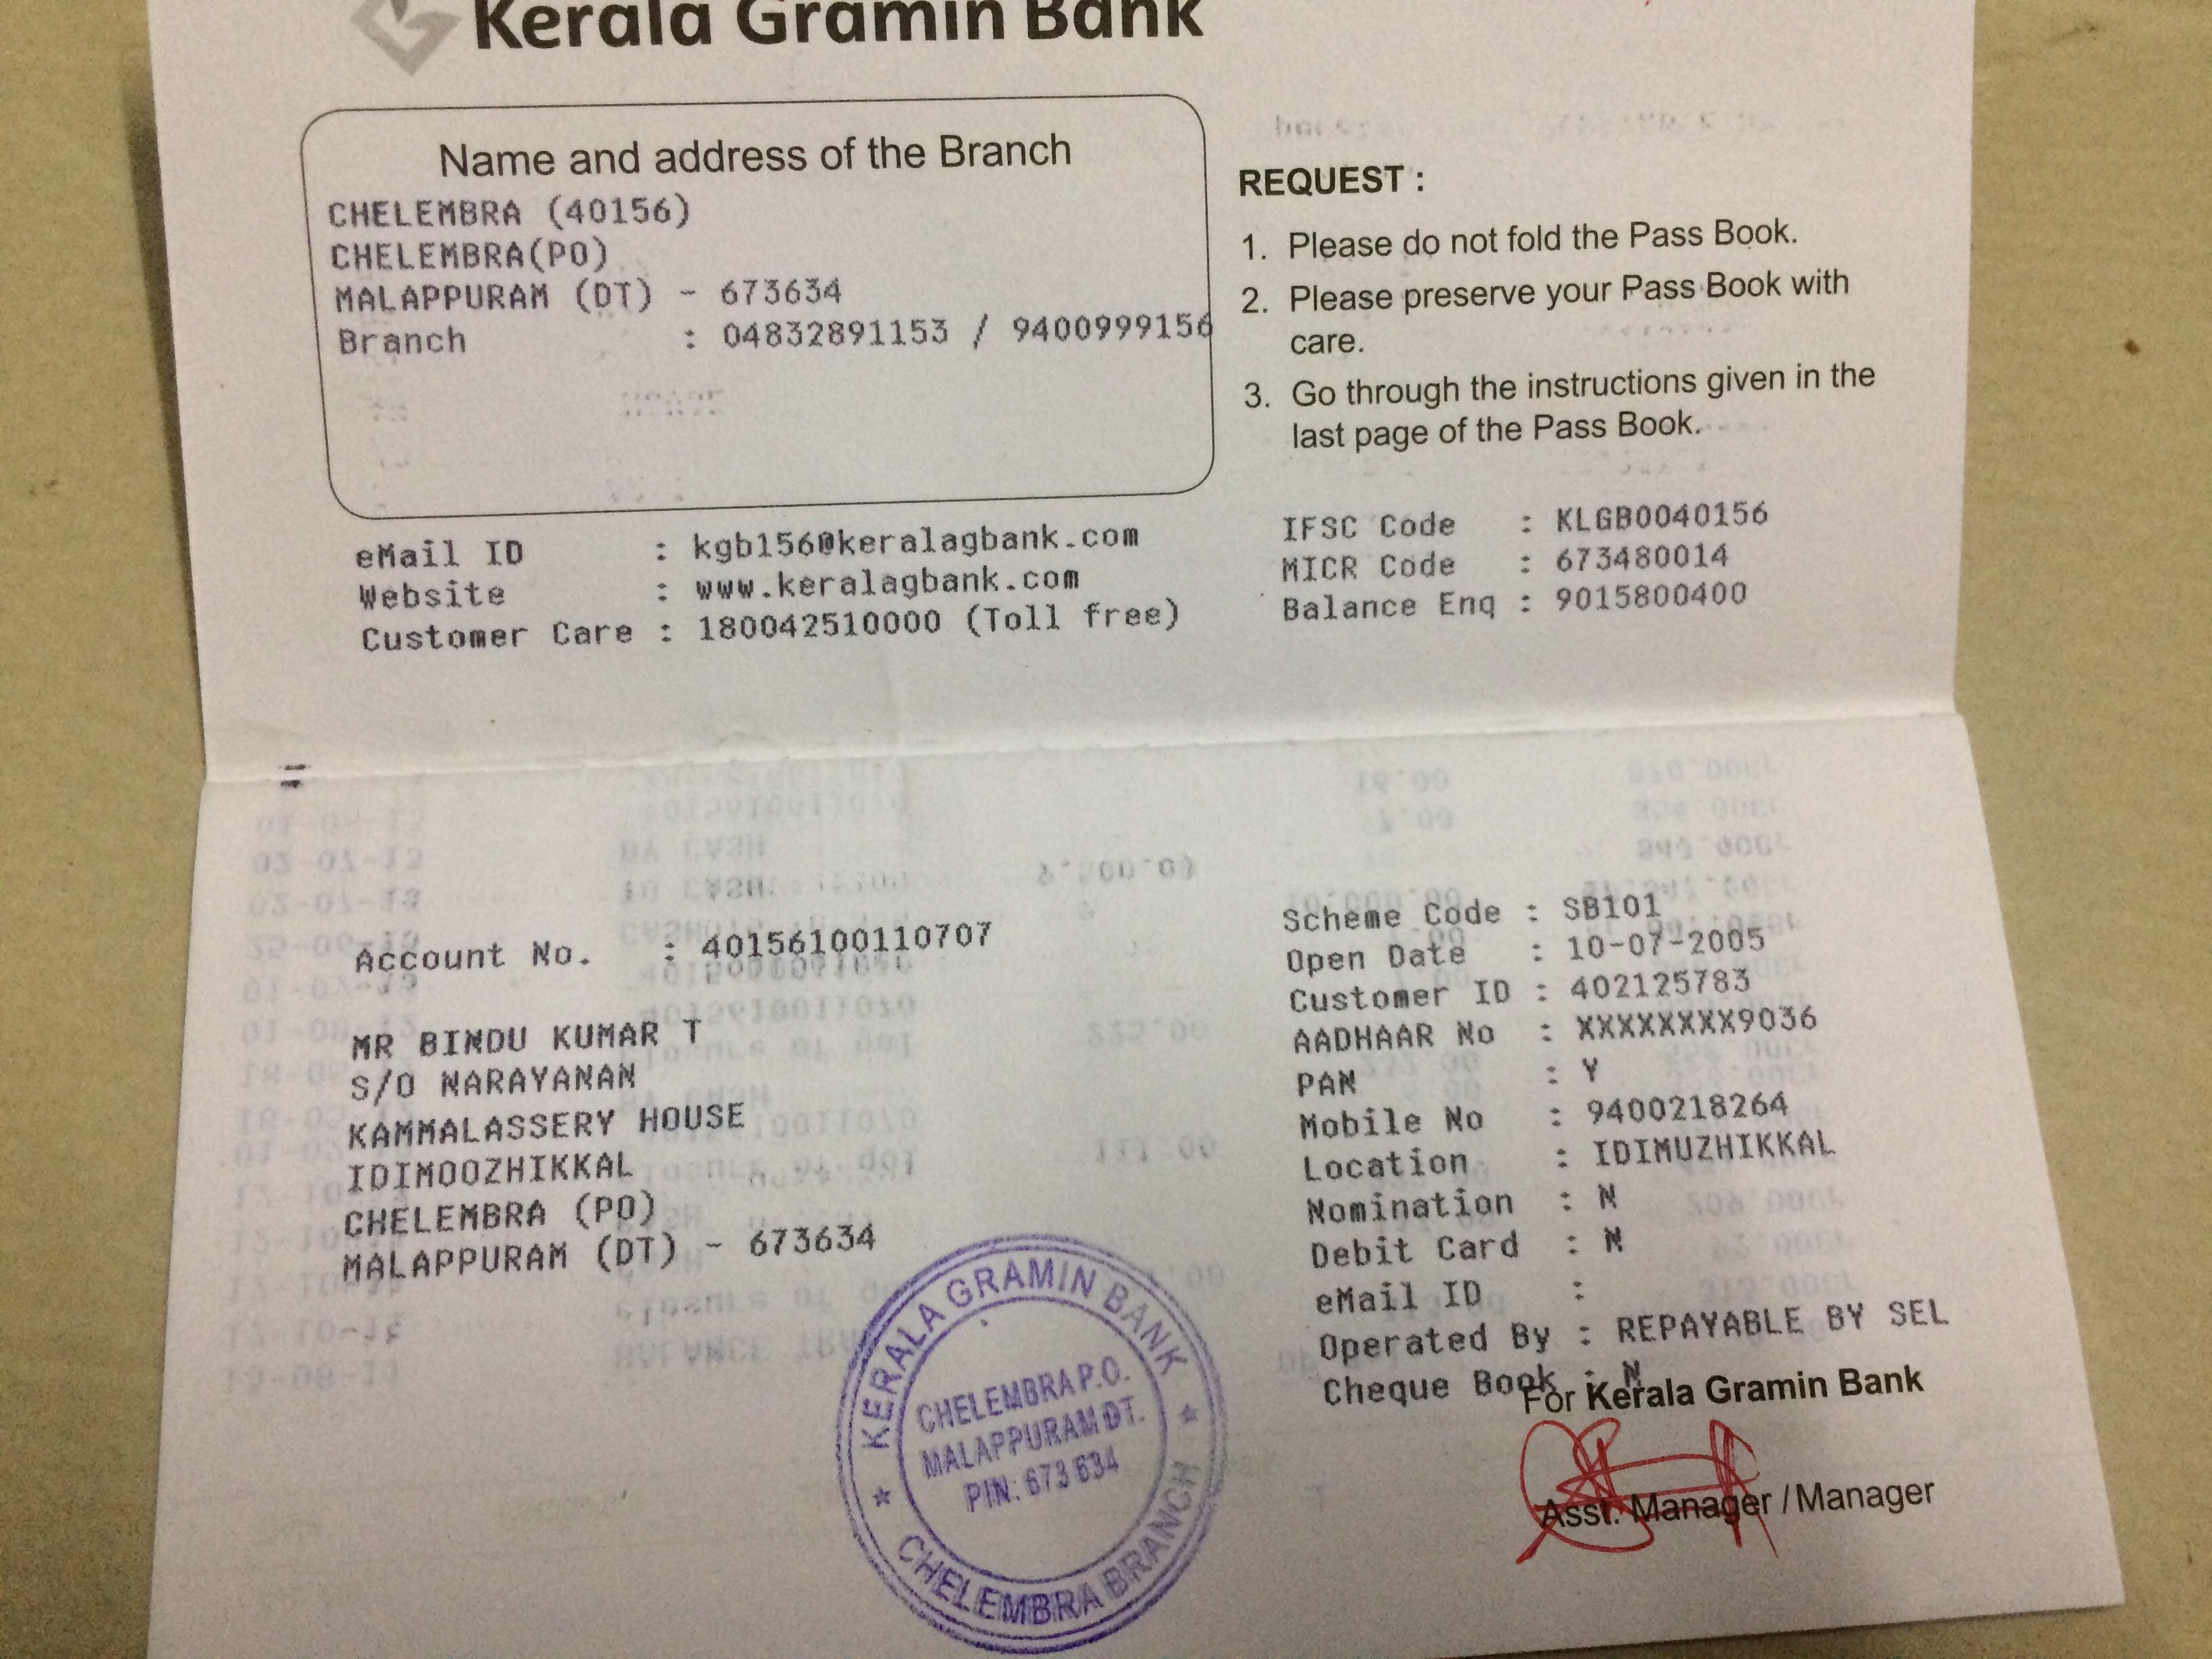 Kerala Gramin Bank
Name and address of the Branch
CHELEMBRA (40156)
CHELEMBRA(PO)
MALAPPURAM (DT) - 673634
Branch : 04832891153 / 9400999156
REQUEST :
1. Please do not fold the Pass Book.
2. Please preserve your Pass Book with
care.
3. Go through the instructions given in the
last page of the Pass Book.
eMail ID : kgb156@keralagbank.com
Website : www.keralagbank.com
Customer Care : 180042510000 (Toll free)
IFSC Code : KLGB0040156
MICR Code : 673480014
Balance Enq : 9015800400
Account No. : 40156100110707
MR BINDU KUMAR T
S/O NARAYANAN
KAMMALASSERY HOUSE
IDIMOOZHIKKAL
CHELEMBRA (PO)
MALAPPURAM (DT) - 673634
Scheme Code : SB101
Open Date : 10-07-2005
Customer ID : 402125783
AADHAAR No : XXXXXXXX9036
PAN : Y
Mobile No : 9400218264
Location : IDIMUZHIKKAL
Nomination : N
Debit Card : N
eMail ID :
Operated By : REPAYABLE BY SEL
Cheque Book : N
For Kerala Gramin Bank
Asst. Manager / Manager
KERALA GRAMIN BANK
CHELEMBRA P.O.
MALAPPURAM DT.
PIN: 673 634
CHELEMBRA BRANCH